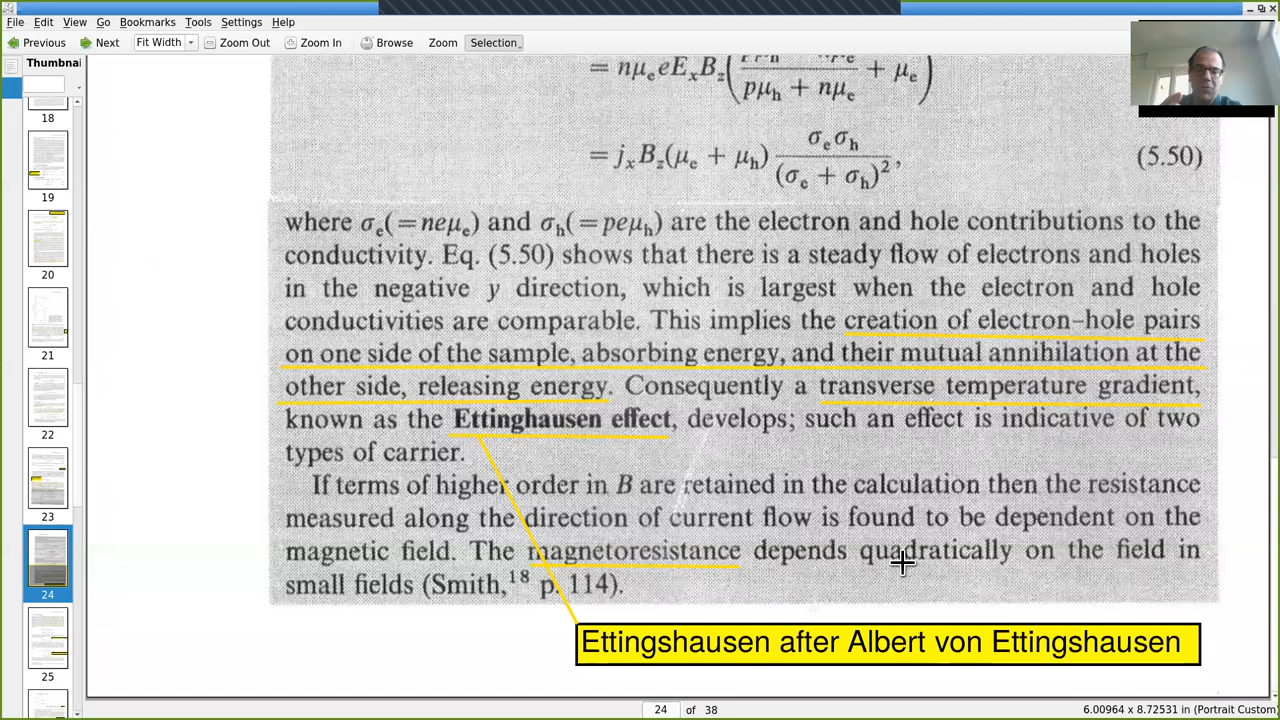 File Edit View Go Bookmarks Tools Settings Help
Previous Next Fit Width Zoom Out Zoom In Browse Zoom Selection
Thumbnai
18
19
20
21
22
23
24
25
= nμₑeEₓB_z( / pμₕ + nμₑ + μₑ)
= jₓB_z(μₑ + μₕ) σₑσₕ / (σₑ + σₕ)², (5.50)
where σₑ(=neμₑ) and σₕ(=peμₕ) are the electron and hole contributions to the
conductivity. Eq. (5.50) shows that there is a steady flow of electrons and holes
in the negative y direction, which is largest when the electron and hole
conductivities are comparable. This implies the creation of electron–hole pairs
on one side of the sample, absorbing energy, and their mutual annihilation at the
other side, releasing energy. Consequently a transverse temperature gradient,
known as the Ettinghausen effect, develops; such an effect is indicative of two
types of carrier.
If terms of higher order in B are retained in the calculation then the resistance
measured along the direction of current flow is found to be dependent on the
magnetic field. The magnetoresistance depends quadratically on the field in
small fields (Smith,¹⁸ p. 114).
Ettingshausen after Albert von Ettingshausen
24 of 38 6.00964 x 8.72531 in (Portrait Custom)